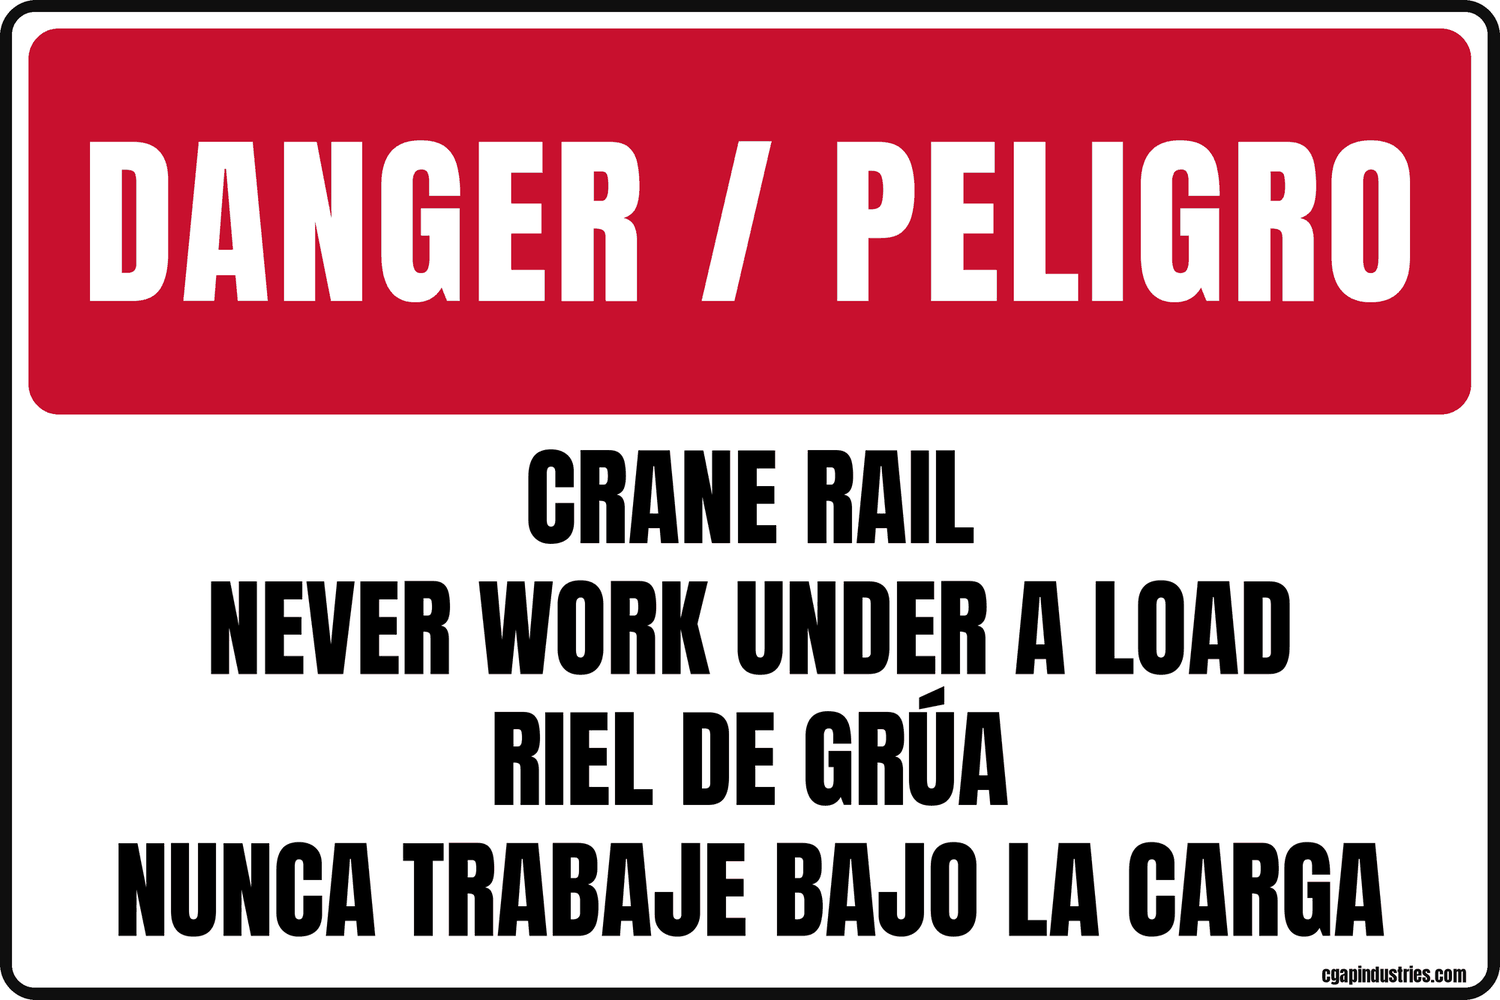 DANGER / PELIGRO
CRANE RAIL
NEVER WORK UNDER A LOAD
RIEL DE GRÚA
NUNCA TRABAJE BAJO LA CARGA
cgapindustries.com